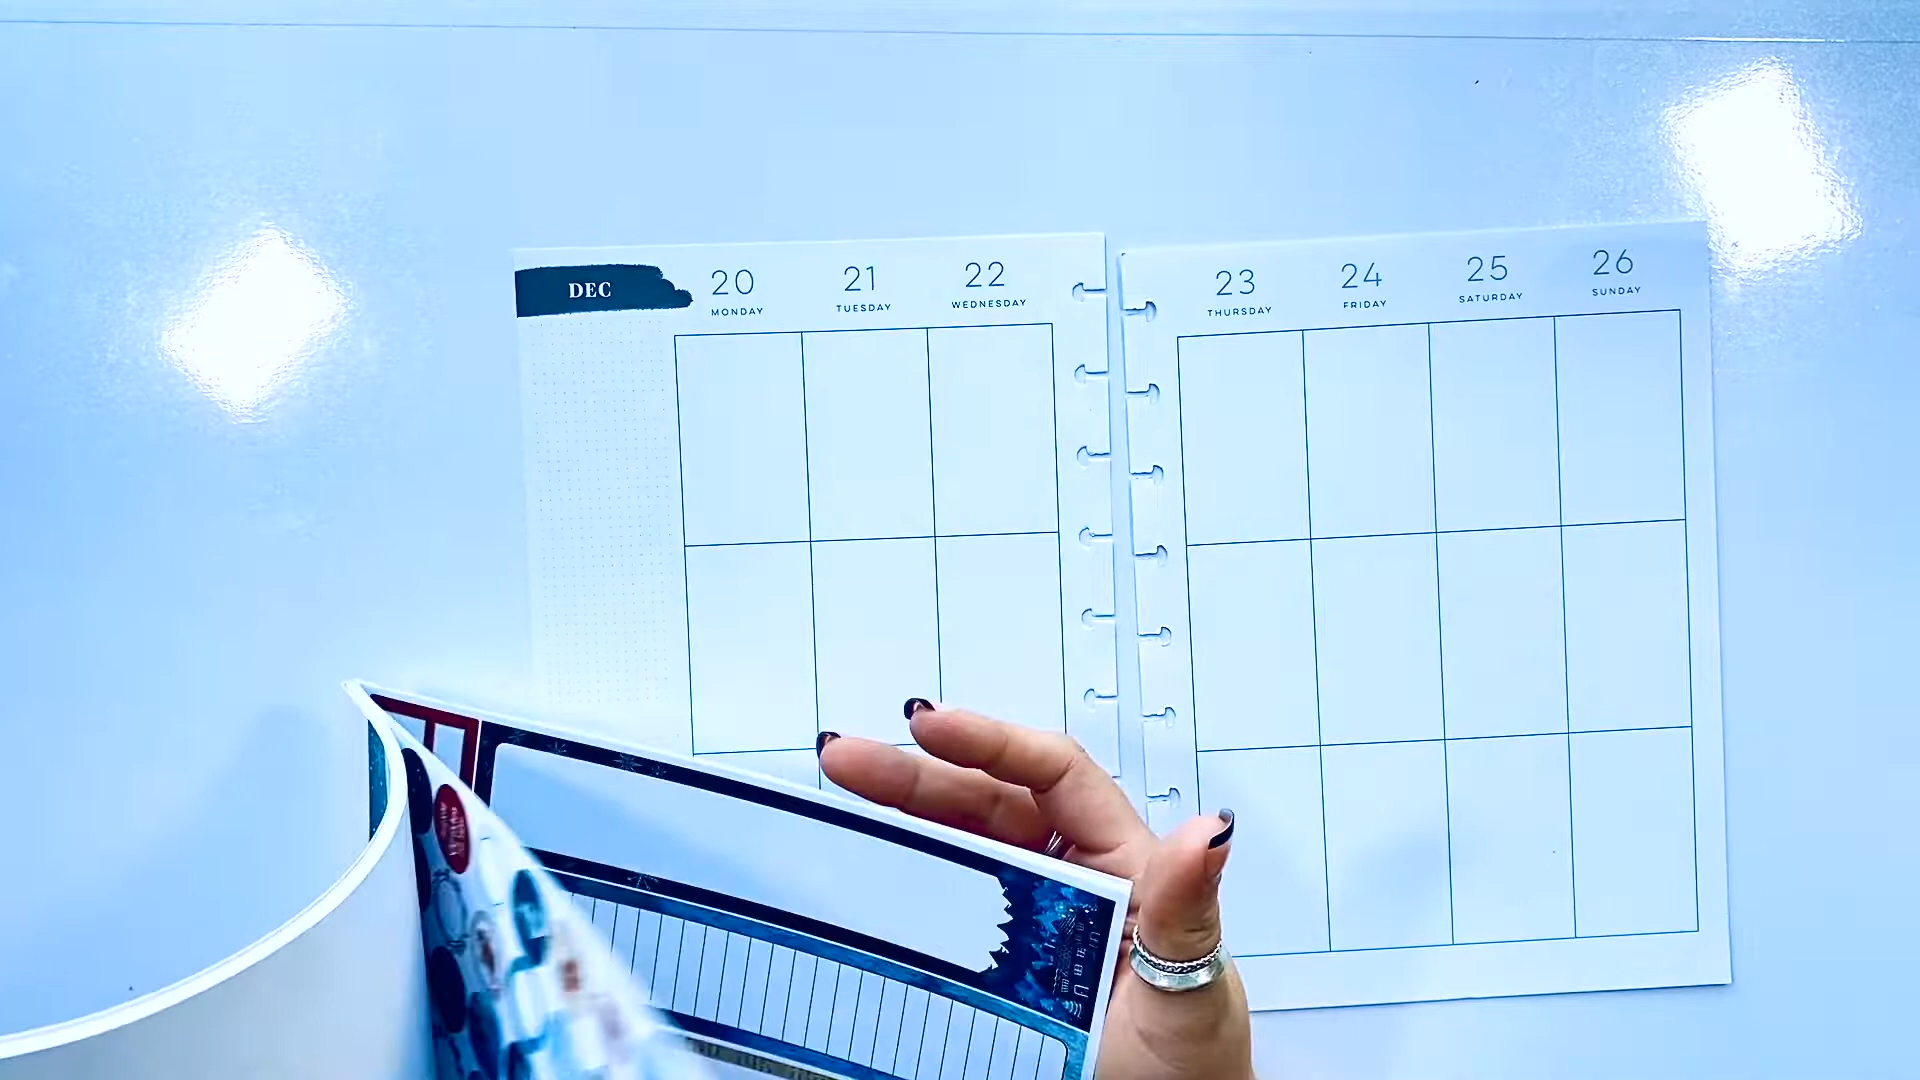 DEC
20 21 22
MONDAY TUESDAY WEDNESDAY
23 24 25 26
THURSDAY FRIDAY SATURDAY SUNDAY